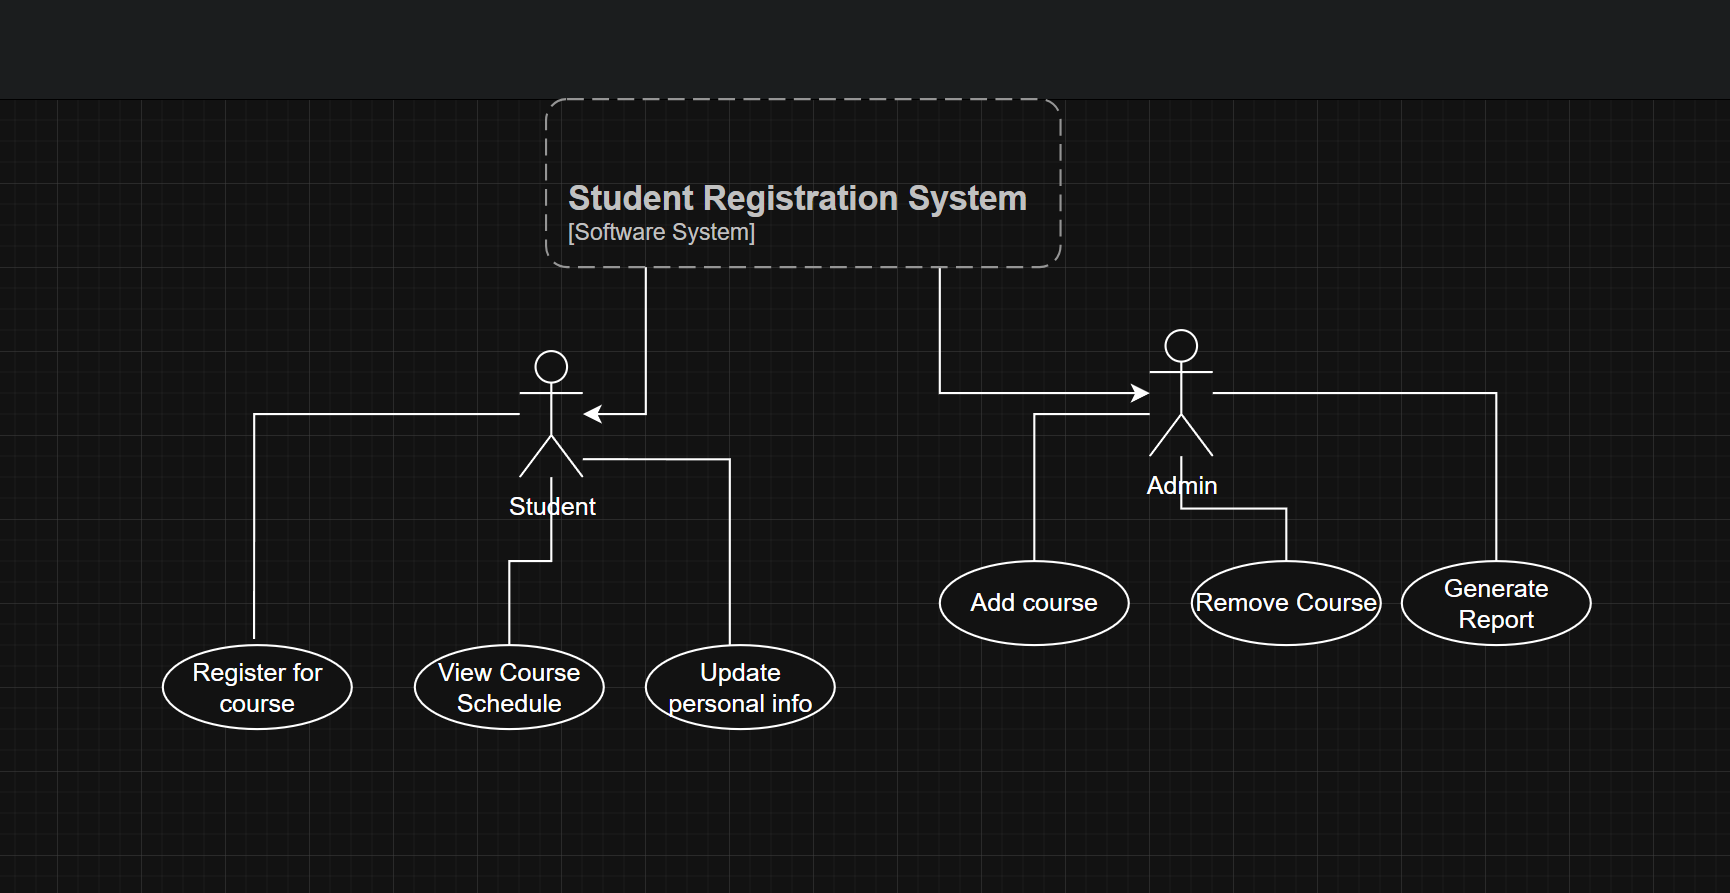 Student Registration System
[Software System]
Student
Admin
Add course
Remove Course
Generate
Report
Register for
course
View Course
Schedule
Update
personal info